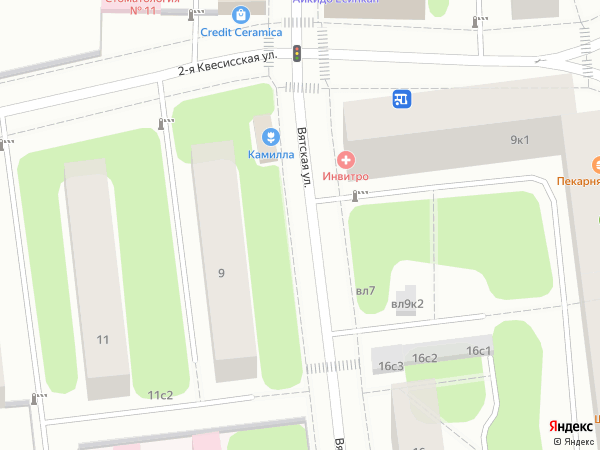 Стоматология
№ 11
Айкидо Ёсинкан
Credit Ceramica
2-я Квесисская ул.
9к1
Вятская ул.
Камилла
Инвитро
Пекарня
9
вл7
вл9к2
11
16с1
16с2
16с3
11с2
Яндекс
© Яндекс